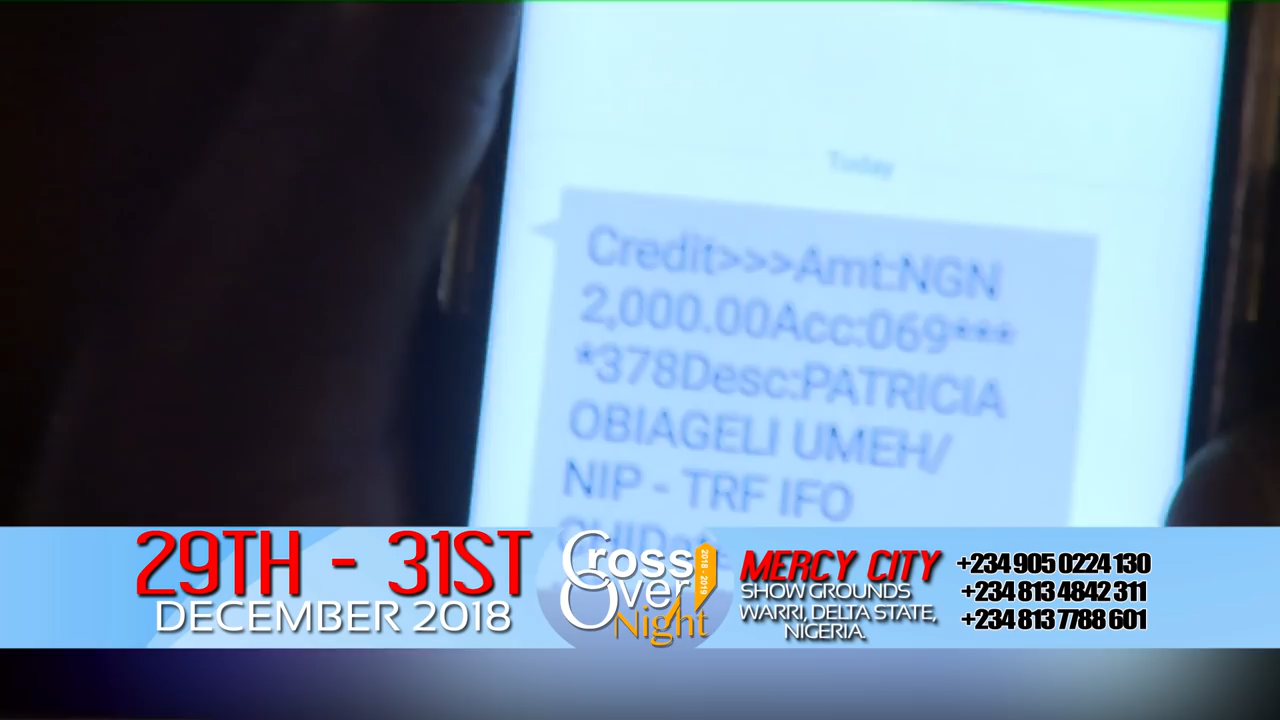 Today
Credit>>>Amt:NGN
2,000.00Acc:069***
*378Desc:PATRICIA
OBIAGELI UMEH/
NIP - TRF IFO
29TH - 31ST
DECEMBER 2018
Cross
Over
Night
2018 - 2019
MERCY CITY
SHOW GROUNDS
WARRI, DELTA STATE,
NIGERIA.
+234 905 0224 130
+234 813 4842 311
+234 813 7788 601